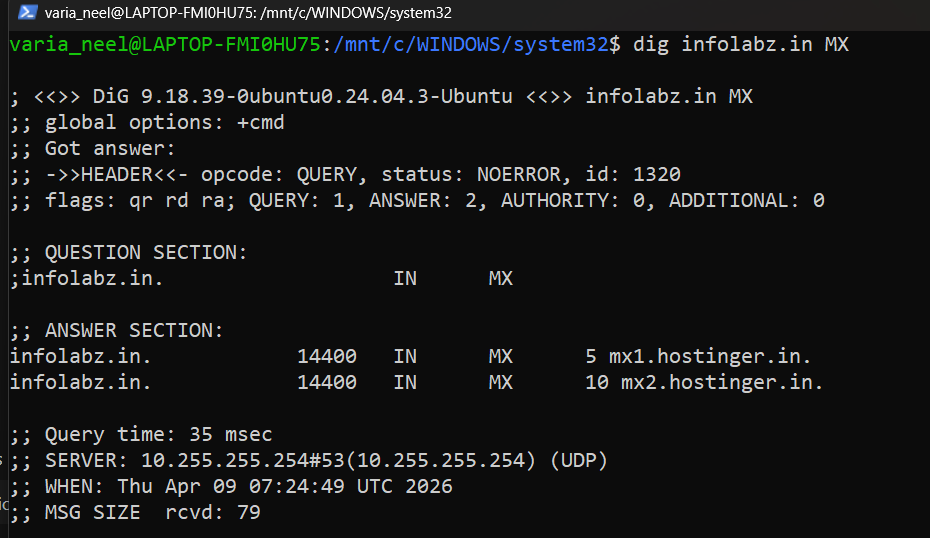 varia_neel@LAPTOP-FMI0HU75: /mnt/c/WINDOWS/system32
varia_neel@LAPTOP-FMI0HU75:/mnt/c/WINDOWS/system32$ dig infolabz.in MX
; <<>> DiG 9.18.39-0ubuntu0.24.04.3-Ubuntu <<>> infolabz.in MX
;; global options: +cmd
;; Got answer:
;; ->>HEADER<<- opcode: QUERY, status: NOERROR, id: 1320
;; flags: qr rd ra; QUERY: 1, ANSWER: 2, AUTHORITY: 0, ADDITIONAL: 0
;; QUESTION SECTION:
;infolabz.in. IN MX
;; ANSWER SECTION:
infolabz.in. 14400 IN MX 5 mx1.hostinger.in.
infolabz.in. 14400 IN MX 10 mx2.hostinger.in.
;; Query time: 35 msec
;; SERVER: 10.255.255.254#53(10.255.255.254) (UDP)
;; WHEN: Thu Apr 09 07:24:49 UTC 2026
;; MSG SIZE rcvd: 79